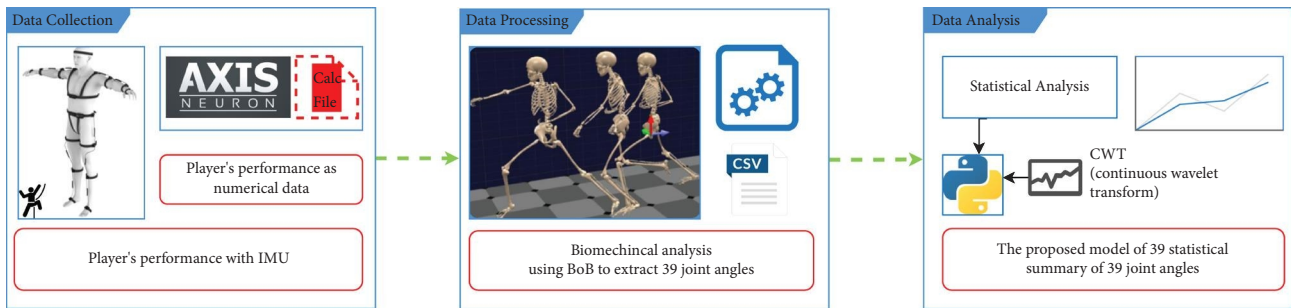 Data Collection
AXIS
NEURON
Calc
File
Player's performance as
numerical data
Player's performance with IMU
Data Processing
CSV
Biomechincal analysis
using BoB to extract 39 joint angles
Data Analysis
Statistical Analysis
CWT
(continuous wavelet
transform)
The proposed model of 39 statistical
summary of 39 joint angles